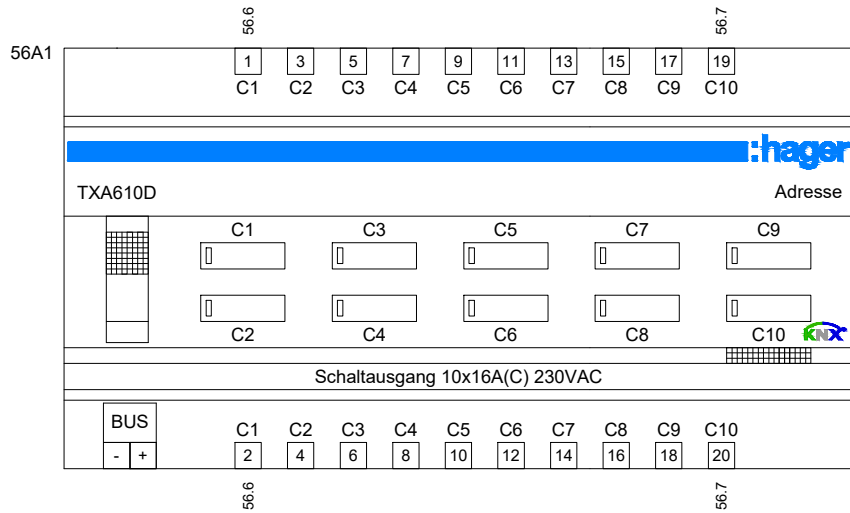 56.6 56.7
56A1
1 3 5 7 9 11 13 15 17 19
C1 C2 C3 C4 C5 C6 C7 C8 C9 C10
:hager
TXA610D Adresse
C1 C3 C5 C7 C9
C2 C4 C6 C8 C10 KNX
Schaltausgang 10x16A(C) 230VAC
BUS
C1 C2 C3 C4 C5 C6 C7 C8 C9 C10
- + 2 4 6 8 10 12 14 16 18 20
56.6 56.7